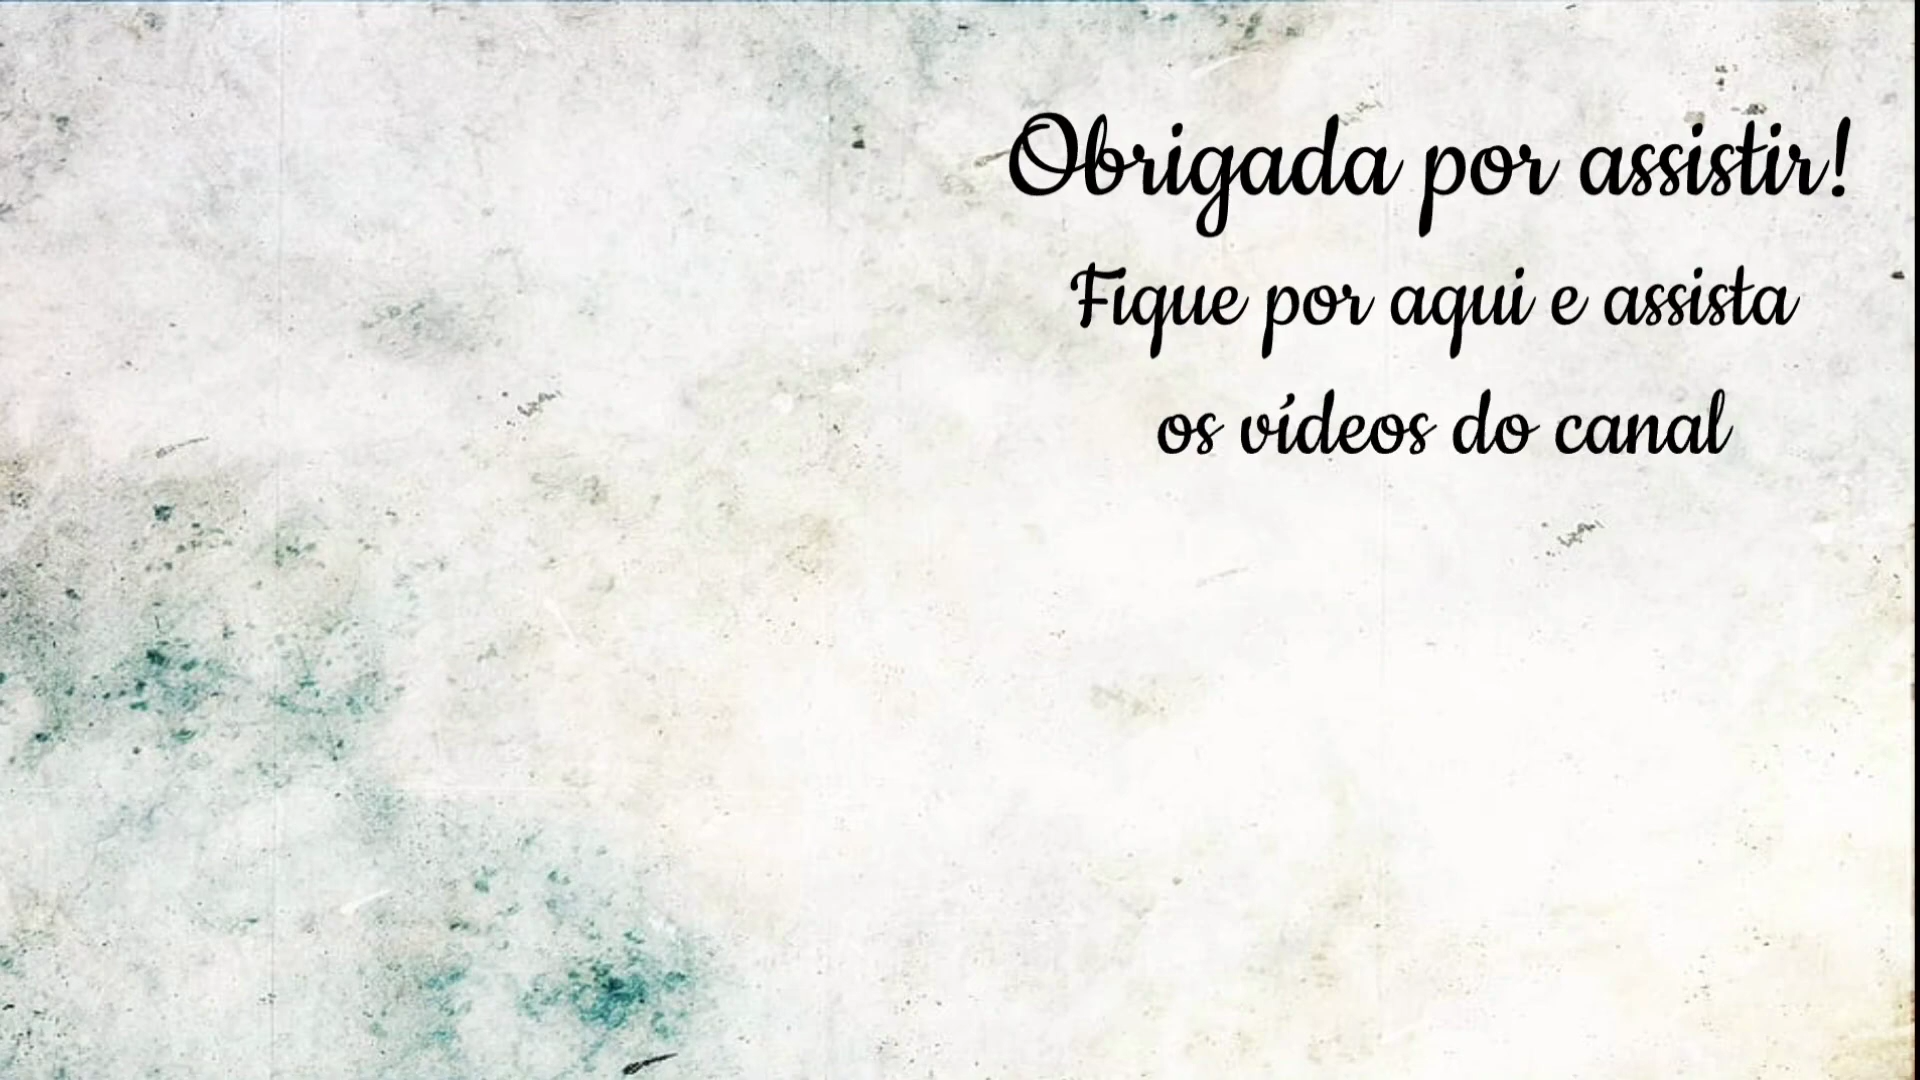 Obrigada por assistir!
Fique por aqui e assista
os vídeos do canal